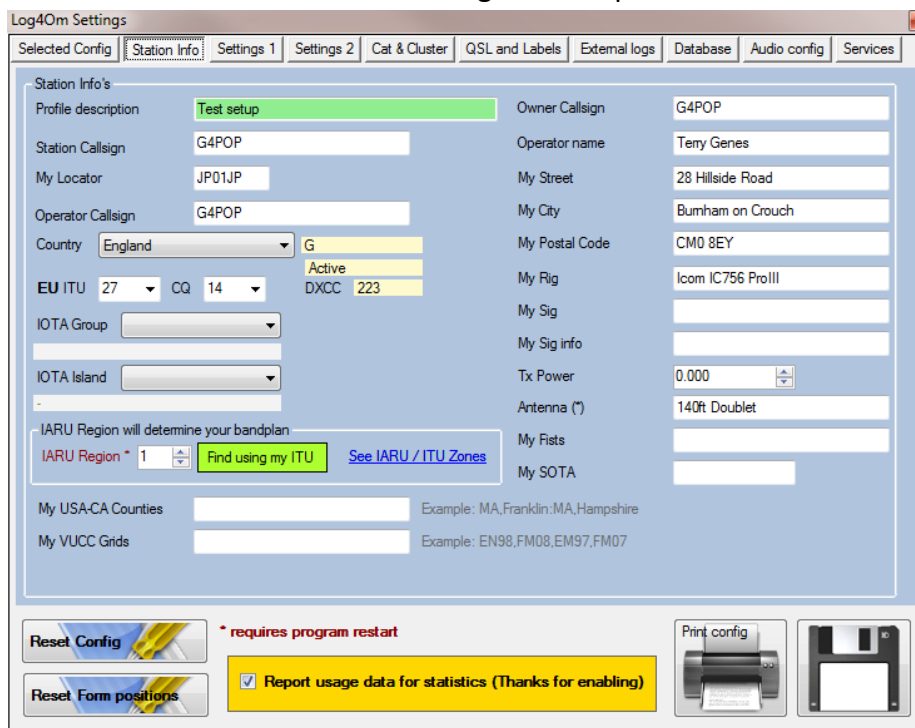 Log4Om Settings
Selected Config Station Info Settings 1 Settings 2 Cat & Cluster QSL and Labels External logs Database Audio config Services
Station Info's
Profile description Test setup Owner Callsign G4POP
Station Callsign G4POP Operator name Terry Genes
My Locator JP01JP My Street 28 Hillside Road
Operator Callsign G4POP My City Burnham on Crouch
Country England G My Postal Code CM0 8EY
Active
EU ITU 27 CQ 14 DXCC 223 My Rig Icom IC756 ProIII
IOTA Group My Sig
My Sig info
IOTA Island Tx Power 0.000
- Antenna (*) 140ft Doublet
IARU Region will determine your bandplan
IARU Region * 1 Find using my ITU See IARU / ITU Zones My Fists
My SOTA
My USA-CA Counties Example: MA,Franklin:MA,Hampshire
My VUCC Grids Example: EN98,FM08,EM97,FM07
Reset Config * requires program restart Print config
Report usage data for statistics (Thanks for enabling)
Reset Form positions